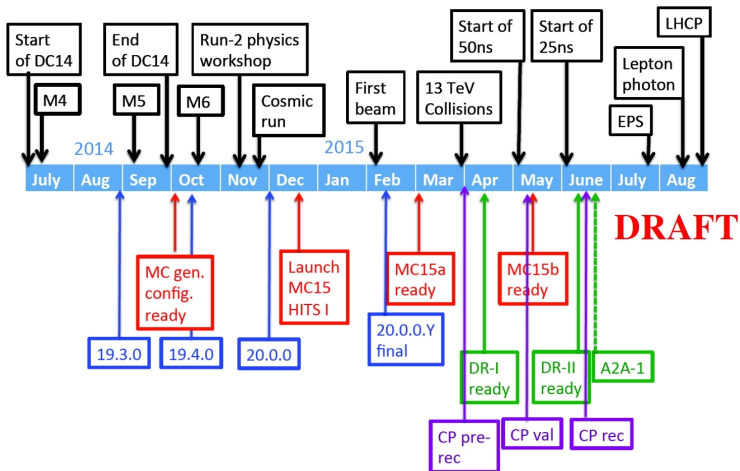 Start
of DC14
End
of DC14
Run-2 physics
workshop
Start of
50ns
Start of
25ns
LHCP
M4
M5
M6
Cosmic
run
First
beam
13 TeV
Collisions
Lepton
photon
EPS
2014
2015
July
Aug
Sep
Oct
Nov
Dec
Jan
Feb
Mar
Apr
May
June
July
Aug
DRAFT
MC gen.
config.
ready
Launch
MC15
HITS I
MC15a
ready
MC15b
ready
19.3.0
19.4.0
20.0.0
20.0.0.Y
final
DR-I
ready
DR-II
ready
A2A-1
CP pre-
rec
CP val
CP rec